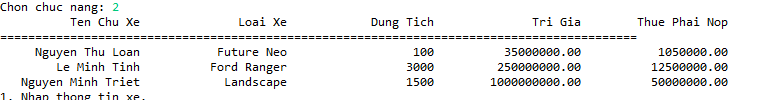 Chon chuc nang: 2
Ten Chu Xe Loai Xe Dung Tich Tri Gia Thue Phai Nop
=====================================================================================
Nguyen Thu Loan Future Neo 100 35000000.00 1050000.00
Le Minh Tinh Ford Ranger 3000 250000000.00 12500000.00
Nguyen Minh Triet Landscape 1500 1000000000.00 50000000.00
1. Nhap thong tin xe.